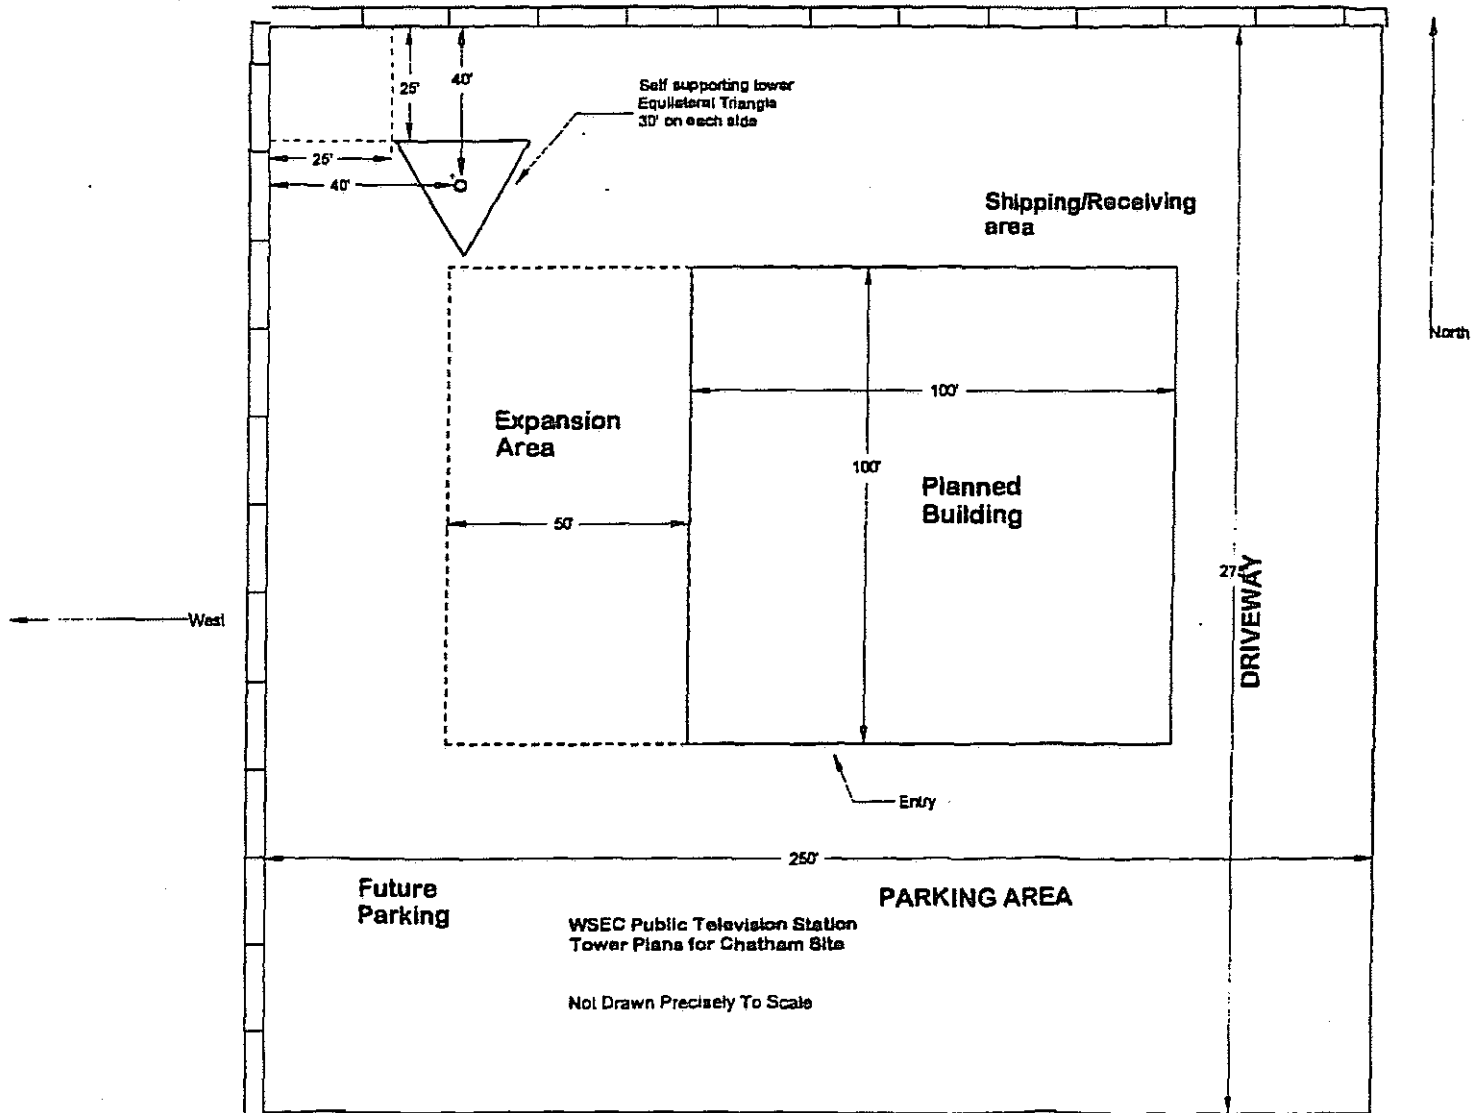 25'
40'
Self supporting tower
Equilateral Triangle
30' on each side
25'
40'
Shipping/Receiving
area
North
100'
Expansion
Area
100'
Planned
Building
50'
DRIVEWAY
West
Entry
250'
Future
Parking
PARKING AREA
WSEC Public Television Station
Tower Plans for Chatham Site
Not Drawn Precisely To Scale